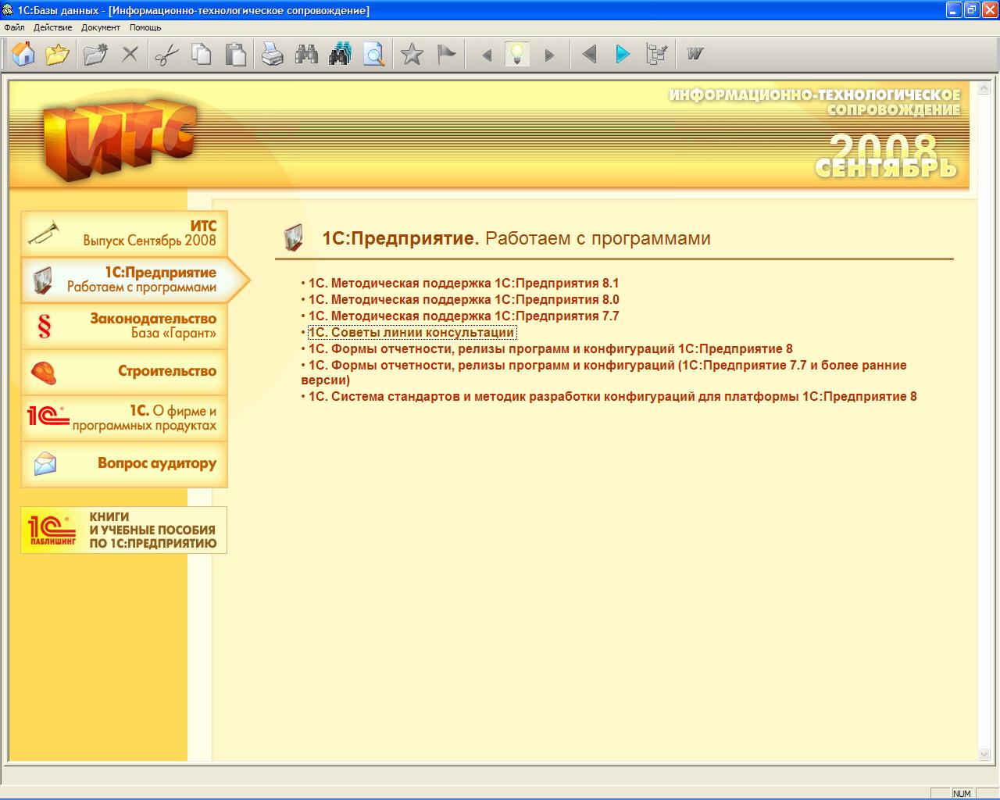 1С:Базы данных - [Информационно-технологическое сопровождение]
Файл Действие Документ Помощь
W
ИТС
ИНФОРМАЦИОННО-ТЕХНОЛОГИЧЕСКОЕ
СОПРОВОЖДЕНИЕ
2008
СЕНТЯБРЬ
ИТС
Выпуск Сентябрь 2008
1С:Предприятие
Работаем с программами
§
Законодательство
База «Гарант»
Строительство
1С
1С. О фирме и
программных продуктах
Вопрос аудитору
1С
ПАБЛИШИНГ
КНИГИ
И УЧЕБНЫЕ ПОСОБИЯ
ПО 1С:ПРЕДПРИЯТИЮ
1С:Предприятие. Работаем с программами
• 1С. Методическая поддержка 1С:Предприятия 8.1
• 1С. Методическая поддержка 1С:Предприятия 8.0
• 1С. Методическая поддержка 1С:Предприятия 7.7
• 1С. Советы линии консультации
• 1С. Формы отчетности, релизы программ и конфигураций 1С:Предприятие 8
• 1С. Формы отчетности, релизы программ и конфигураций (1С:Предприятие 7.7 и более ранние
версии)
• 1С. Система стандартов и методик разработки конфигураций для платформы 1С:Предприятие 8
NUM